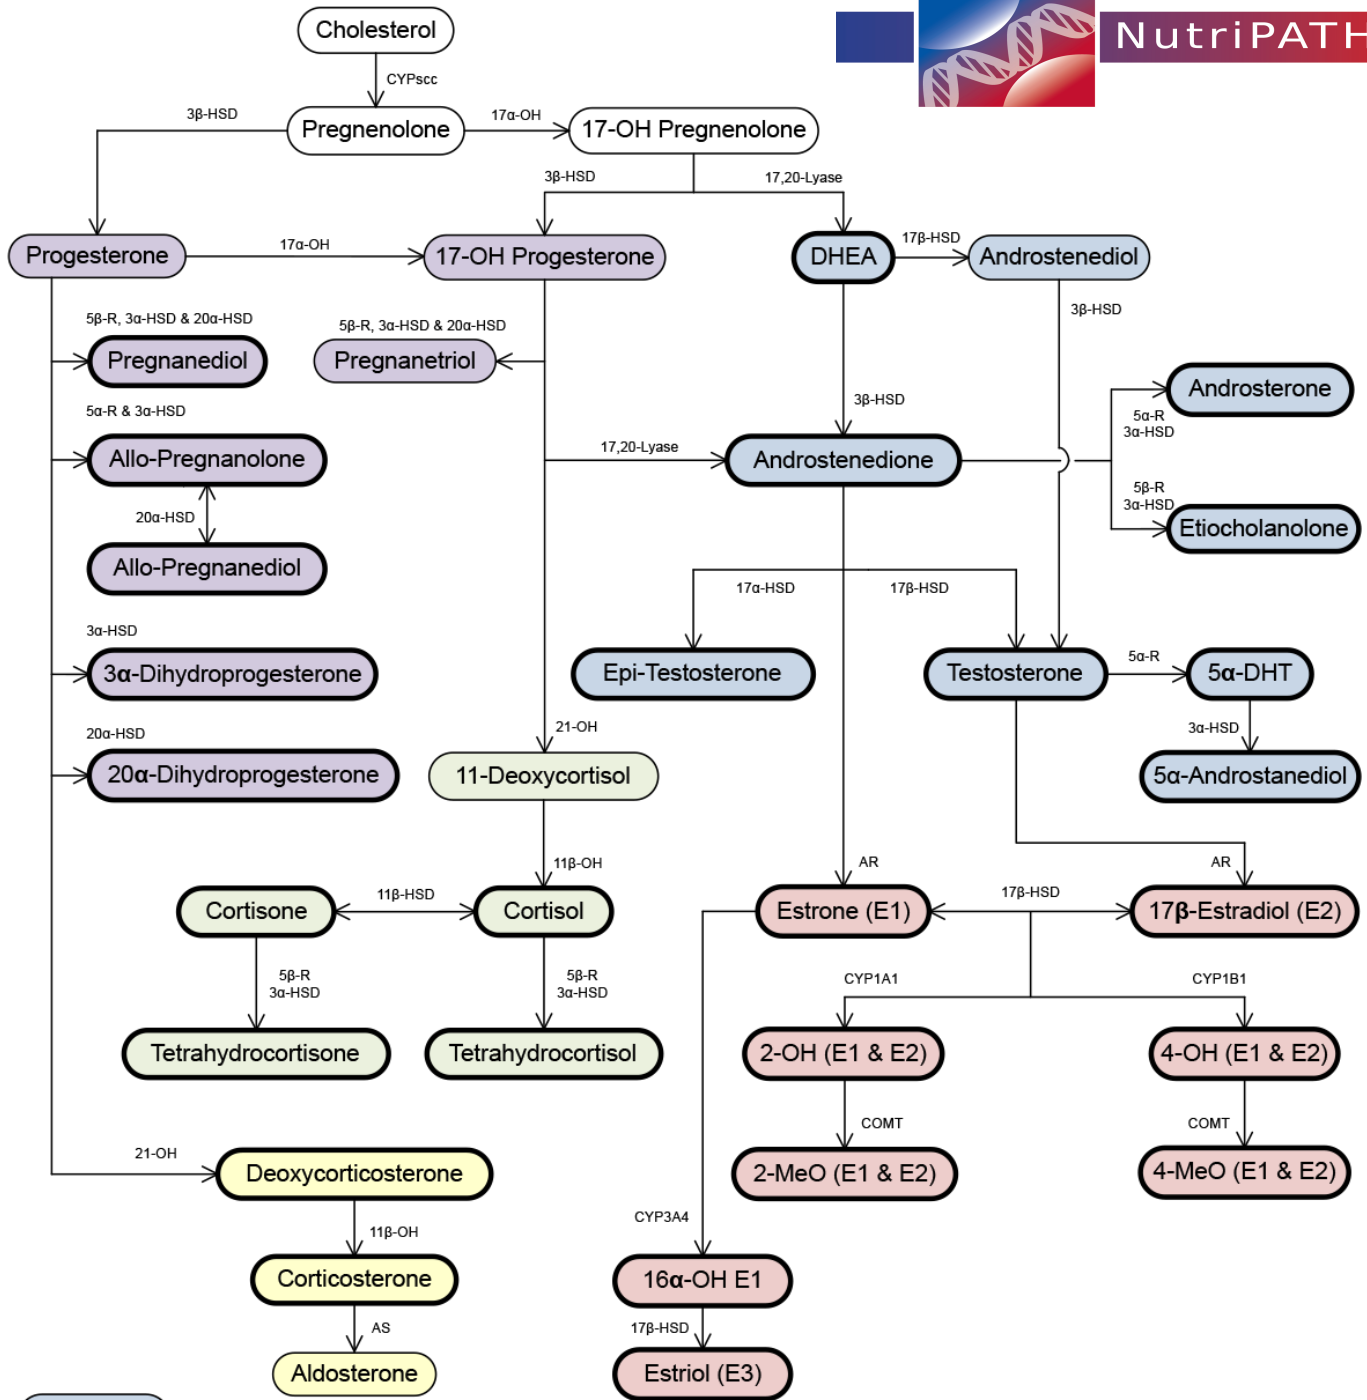 NutriPATH
Cholesterol
CYPscc
3β-HSD
Pregnenolone
17α-OH
17-OH Pregnenolone
3β-HSD
17,20-Lyase
Progesterone
17α-OH
17-OH Progesterone
DHEA
17β-HSD
Androstenediol
3β-HSD
5β-R, 3α-HSD & 20α-HSD
Pregnanediol
5β-R, 3α-HSD & 20α-HSD
Pregnanetriol
Androsterone
5α-R
3α-HSD
5α-R & 3α-HSD
Allo-Pregnanolone
17,20-Lyase
3β-HSD
Androstenedione
5β-R
3α-HSD
Etiocholanolone
20α-HSD
Allo-Pregnanediol
17α-HSD
17β-HSD
3α-HSD
3α-Dihydroprogesterone
Epi-Testosterone
Testosterone
5α-R
5α-DHT
20α-HSD
20α-Dihydroprogesterone
21-OH
11-Deoxycortisol
3α-HSD
5α-Androstanediol
11β-OH
AR
AR
Cortisone
11β-HSD
Cortisol
Estrone (E1)
17β-HSD
17β-Estradiol (E2)
5β-R
3α-HSD
5β-R
3α-HSD
CYP1A1
CYP1B1
Tetrahydrocortisone
Tetrahydrocortisol
2-OH (E1 & E2)
4-OH (E1 & E2)
COMT
COMT
21-OH
Deoxycorticosterone
2-MeO (E1 & E2)
4-MeO (E1 & E2)
11β-OH
CYP3A4
Corticosterone
16α-OH E1
AS
17β-HSD
Aldosterone
Estriol (E3)